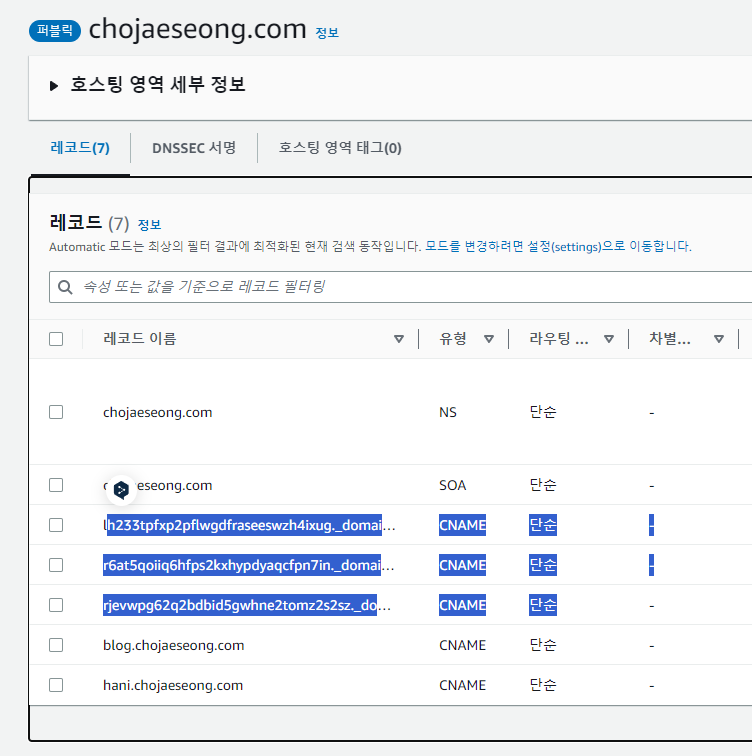 퍼블릭 chojaeseong.com 정보
▶ 호스팅 영역 세부 정보
레코드(7) DNSSEC 서명 호스팅 영역 태그(0)
레코드 (7) 정보
Automatic 모드는 최상의 필터 결과에 최적화된 현재 검색 동작입니다. 모드를 변경하려면 설정(settings)으로 이동합니다.
속성 또는 값을 기준으로 레코드 필터링
레코드 이름 유형 라우팅 ... 차별...
chojaeseong.com NS 단순 -
eseong.com SOA 단순 -
lh233tpfxp2pflwgdfraseeswzh4ixug._domai... CNAME 단순 -
r6at5qoiiq6hfps2kxhypdyaqcfpn7in._domai... CNAME 단순 -
rjevwpg62q2bdbid5gwhne2tomz2s2sz._do... CNAME 단순 -
blog.chojaeseong.com CNAME 단순 -
hani.chojaeseong.com CNAME 단순 -